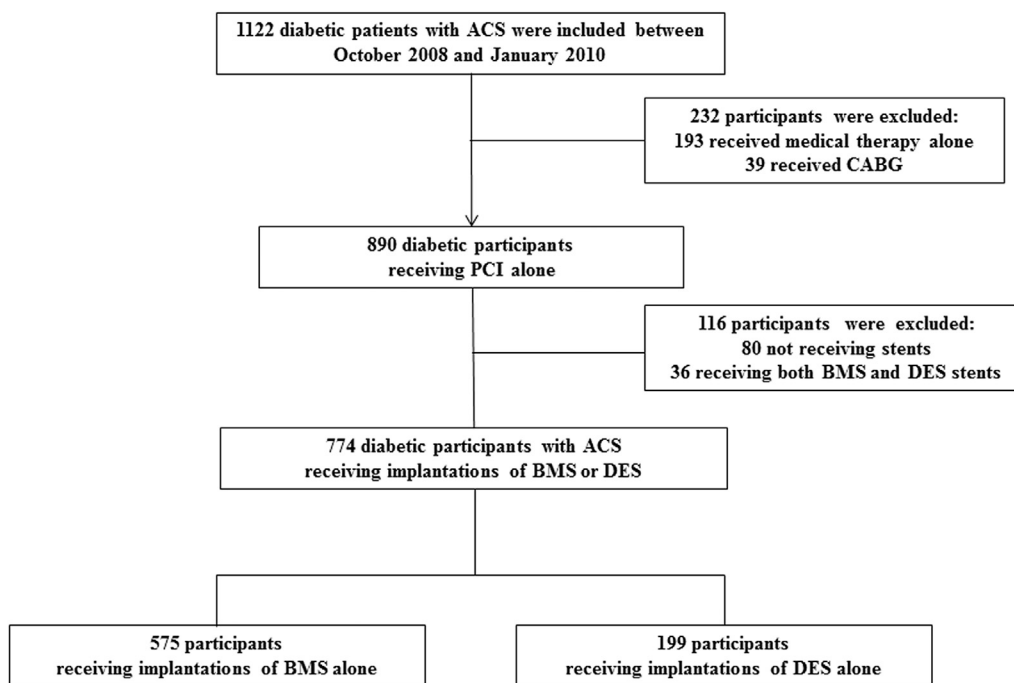 1122 diabetic patients with ACS were included between
October 2008 and January 2010
232 participants were excluded:
193 received medical therapy alone
39 received CABG
890 diabetic participants
receiving PCI alone
116 participants were excluded:
80 not receiving stents
36 receiving both BMS and DES stents
774 diabetic participants with ACS
receiving implantations of BMS or DES
575 participants
receiving implantations of BMS alone
199 participants
receiving implantations of DES alone